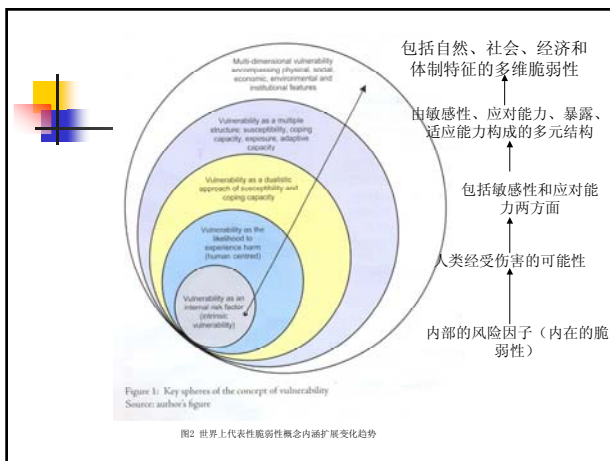 Multi-dimensional vulnerability
encompassing physical, social
economic, environmental and
institutional features
Vulnerability as a multiple
structure: susceptibility, coping
capacity, exposure, adaptive
capacity
Vulnerability as a dualistic
approach of susceptibility and
coping capacity
Vulnerability as the
likelihood to
experience harm
(human centred)
Vulnerability as an
internal risk factor
(intrinsic
vulnerability)
包括自然、社会、经济和
体制特征的多维脆弱性
由敏感性、应对能力、暴露、
适应能力构成的多元结构
包括敏感性和应对能
力两方面
人类经受伤害的可能性
内部的风险因子（内在的脆
弱性）
Figure 1: Key spheres of the concept of vulnerability
Source: author's figure
图2 世界上代表性脆弱性概念内涵扩展变化趋势